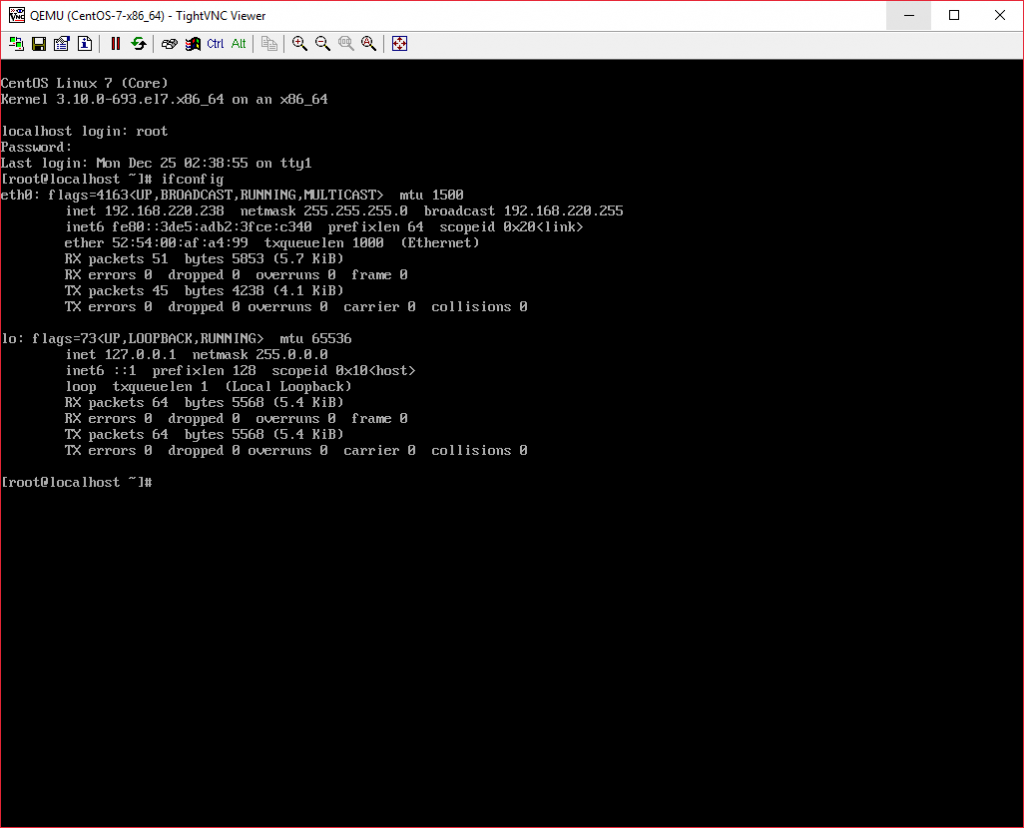 QEMU (CentOS-7-x86_64) - TightVNC Viewer
Ctrl Alt
CentOS Linux 7 (Core)
Kernel 3.10.0-693.el7.x86_64 on an x86_64
localhost login: root
Password:
Last login: Mon Dec 25 02:38:55 on tty1
[root@localhost ~]# ifconfig
eth0: flags=4163<UP,BROADCAST,RUNNING,MULTICAST>  mtu 1500
        inet 192.168.220.238  netmask 255.255.255.0  broadcast 192.168.220.255
        inet6 fe80::3de5:adb2:3fce:c340  prefixlen 64  scopeid 0x20<link>
        ether 52:54:00:af:a4:99  txqueuelen 1000  (Ethernet)
        RX packets 51  bytes 5853 (5.7 KiB)
        RX errors 0  dropped 0  overruns 0  frame 0
        TX packets 45  bytes 4238 (4.1 KiB)
        TX errors 0  dropped 0 overruns 0  carrier 0  collisions 0
lo: flags=73<UP,LOOPBACK,RUNNING>  mtu 65536
        inet 127.0.0.1  netmask 255.0.0.0
        inet6 ::1  prefixlen 128  scopeid 0x10<host>
        loop  txqueuelen 1  (Local Loopback)
        RX packets 64  bytes 5568 (5.4 KiB)
        RX errors 0  dropped 0  overruns 0  frame 0
        TX packets 64  bytes 5568 (5.4 KiB)
        TX errors 0  dropped 0 overruns 0  carrier 0  collisions 0
[root@localhost ~]#